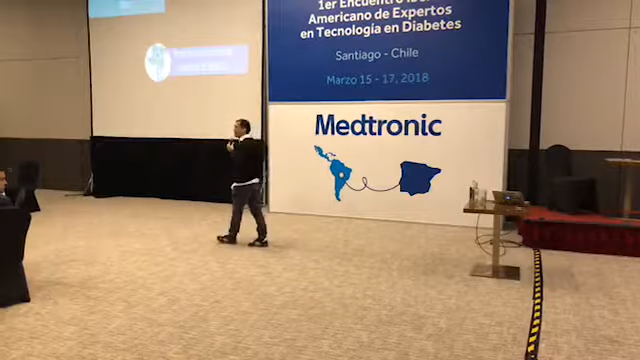 1er Encuentro
Americano de Expertos
en Tecnología en Diabetes
Santiago - Chile
Marzo 15 - 17, 2018
Medtronic